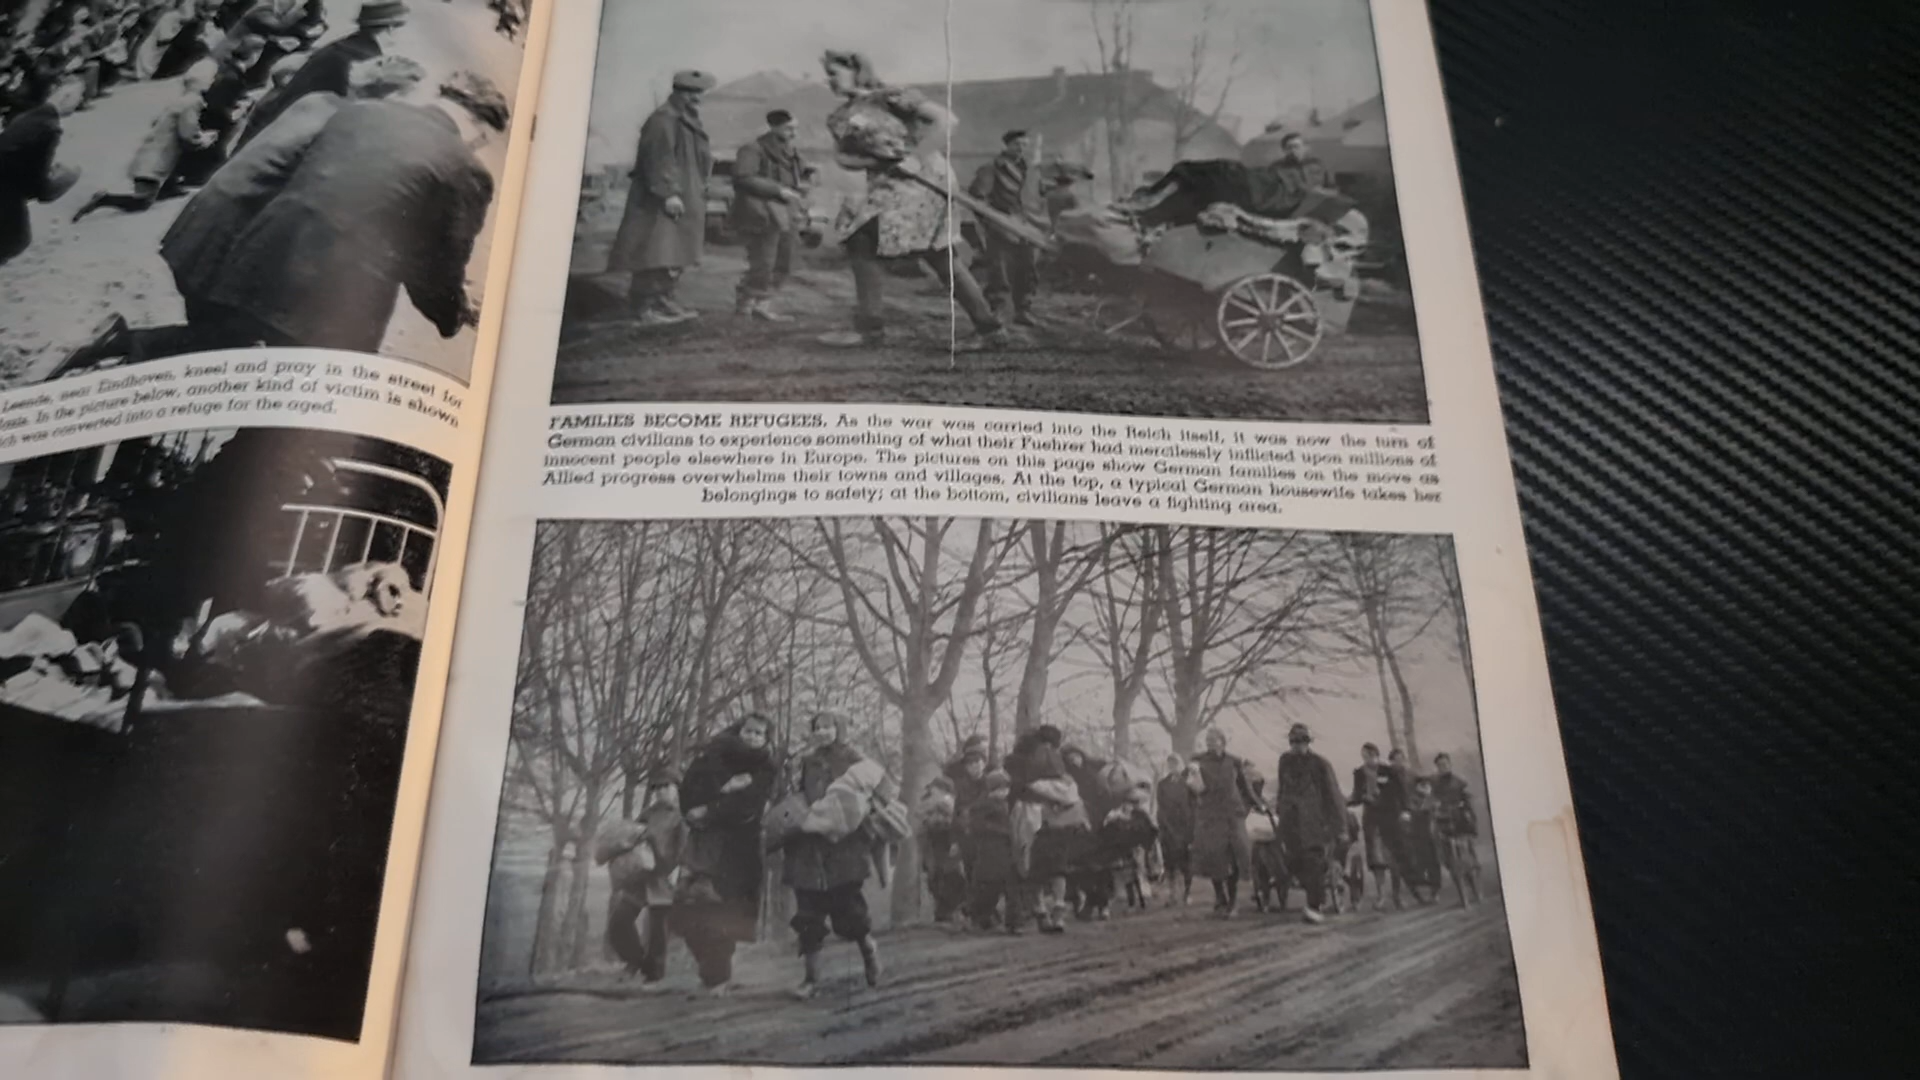 Leende, near Eindhoven, kneel and pray in the street for
In the picture below, another kind of victim is shown
was converted into a refuge for the aged.
FAMILIES BECOME REFUGEES. As the war was carried into the Reich itself, it was now the turn of
German civilians to experience something of what their Fuehrer had mercilessly inflicted upon millions of
innocent people elsewhere in Europe. The pictures on this page show German families on the move as
Allied progress overwhelms their towns and villages. At the top, a typical German housewife takes her
belongings to safety; at the bottom, civilians leave a fighting area.